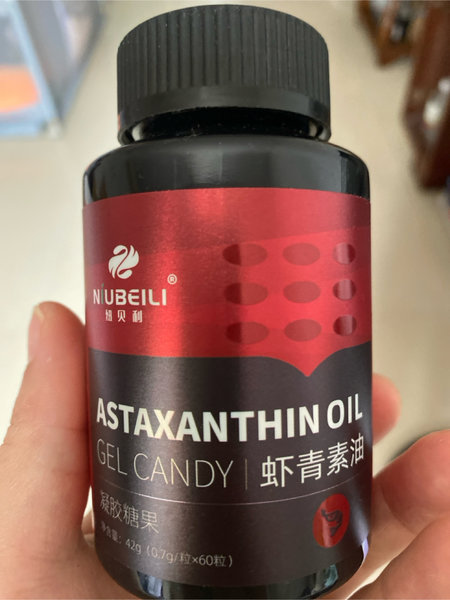 NIUBEILI®
纽贝利
ASTAXANTHIN OIL
GEL CANDY | 虾青素油
凝胶糖果
净含量：42g（0.7g/粒×60粒）